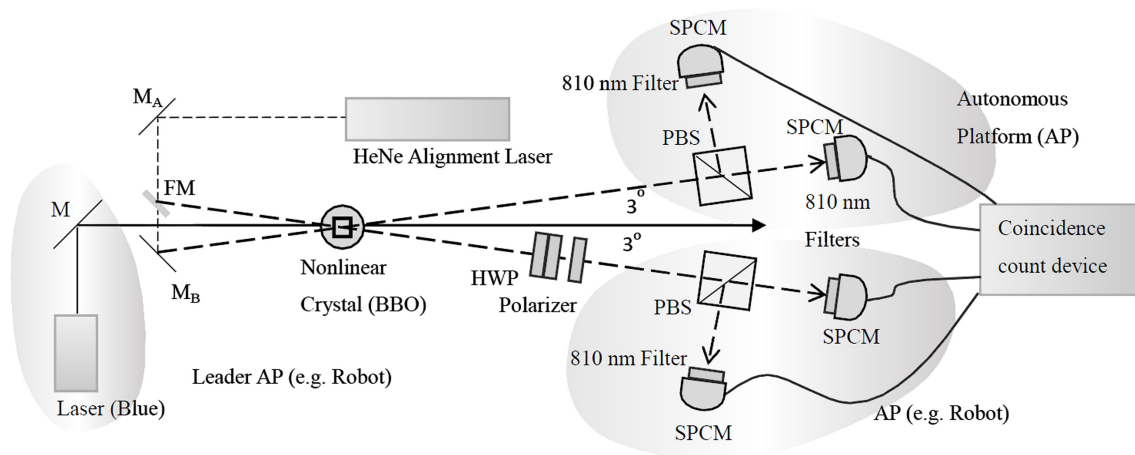 SPCM
810 nm Filter
M_A
Autonomous
Platform (AP)
SPCM
PBS
HeNe Alignment Laser
FM
M
3°
810 nm
Filters
3°
Coincidence
count device
Nonlinear
Crystal (BBO)
M_B
HWP
Polarizer
PBS
SPCM
810 nm Filter
Leader AP (e.g. Robot)
Laser (Blue)
AP (e.g. Robot)
SPCM